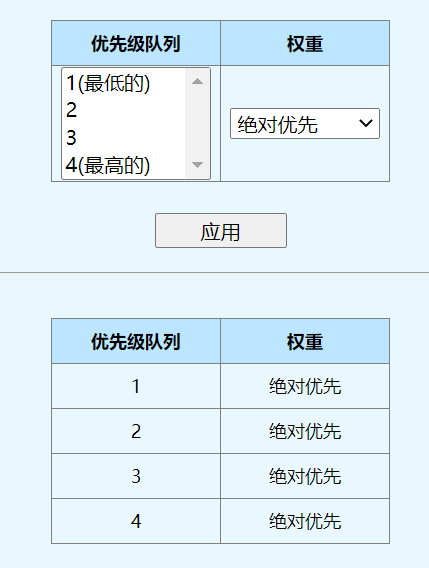 优先级队列 权重
1(最低的)
2
绝对优先
3
4(最高的)
应用
优先级队列 权重
1 绝对优先
2 绝对优先
3 绝对优先
4 绝对优先